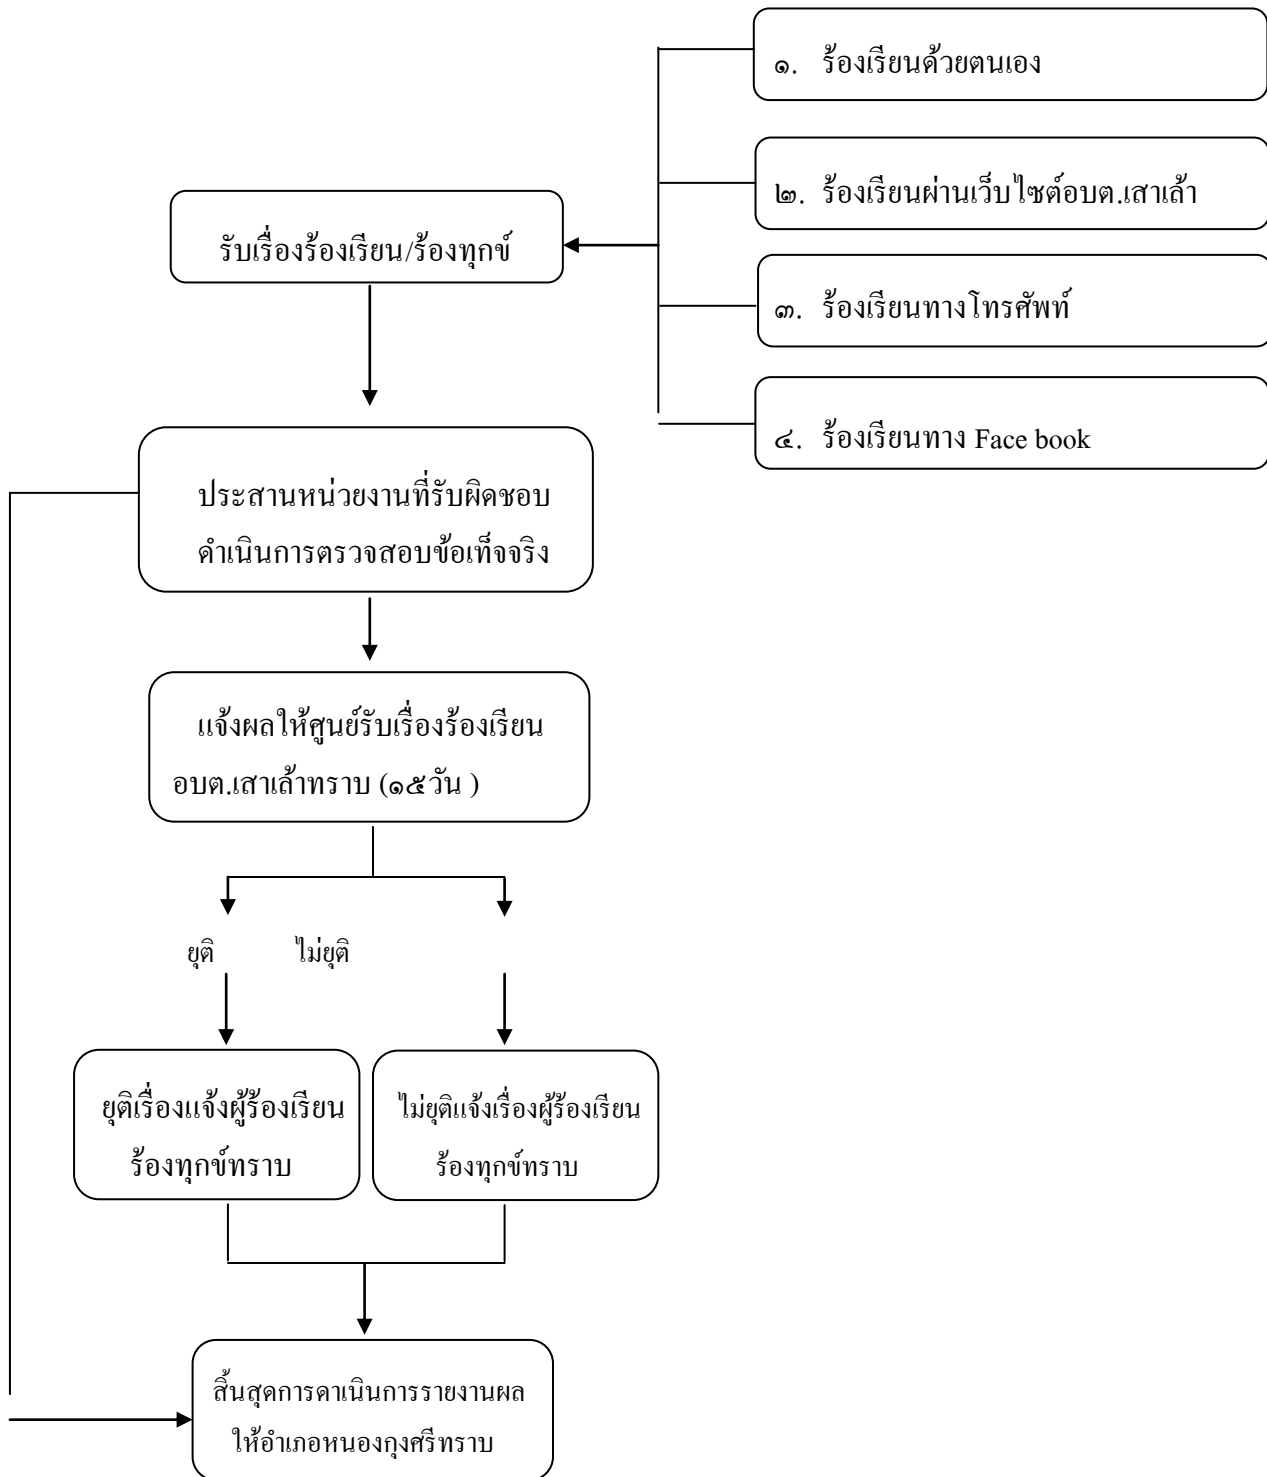 ๑. ร้องเรียนด้วยตนเอง
๒. ร้องเรียนผ่านเว็บไซต์อบต.เสาเล้า
รับเรื่องร้องเรียน/ร้องทุกข์
๓. ร้องเรียนทางโทรศัพท์
๔. ร้องเรียนทาง Face book
ประสานหน่วยงานที่รับผิดชอบ
ดำเนินการตรวจสอบข้อเท็จจริง
แจ้งผลให้ศูนย์รับเรื่องร้องเรียน
อบต.เสาเล้าทราบ (๑๕วัน )
ยุติ ไม่ยุติ
ยุติเรื่องแจ้งผู้ร้องเรียน
ร้องทุกข์ทราบ
ไม่ยุติแจ้งเรื่องผู้ร้องเรียน
ร้องทุกข์ทราบ
สิ้นสุดการดาเนินการรายงานผล
ให้อำเภอหนองกุงศรีทราบ